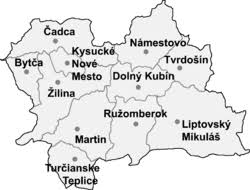 Čadca
Kysucké
Nové
Mesto
Námestovo
Tvrdošín
Bytča
Dolný Kubín
Žilina
Ružomberok
Martin
Liptovský
Mikuláš
Turčianske
Teplice